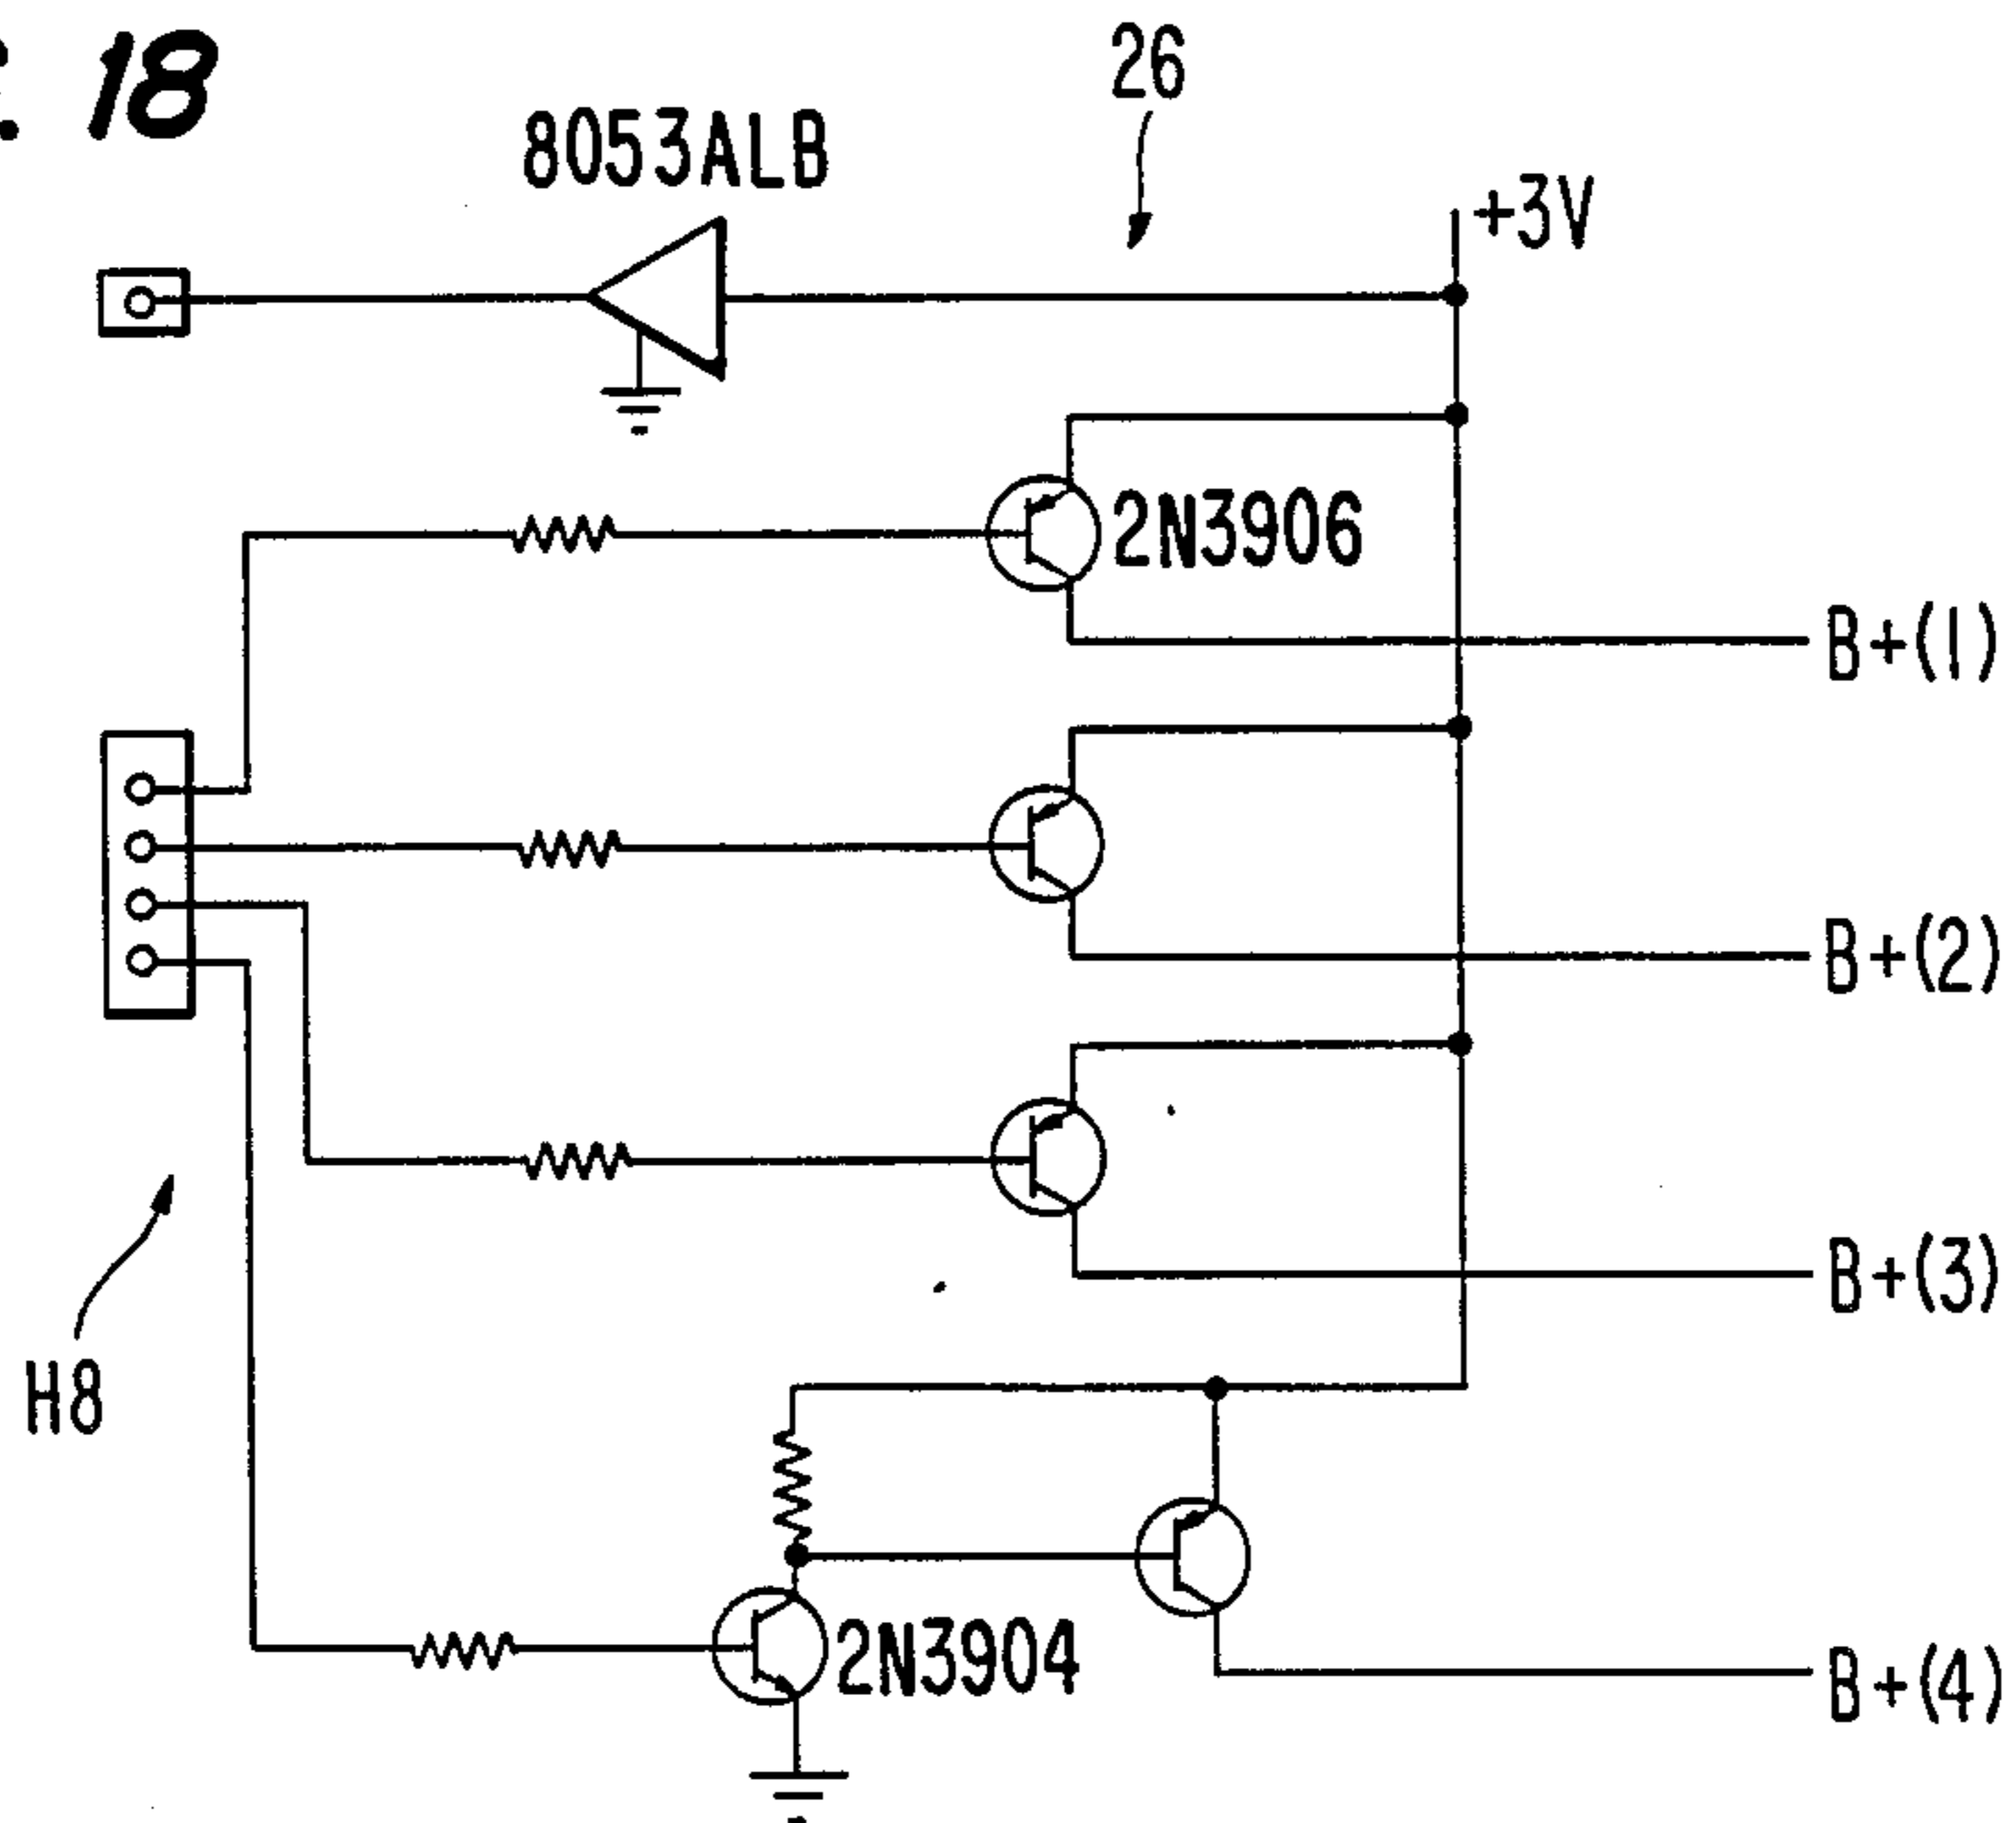 . 18
26
8053ALB
+3V
2N3906
B+(1)
B+(2)
B+(3)
H8
2N3904
B+(4)